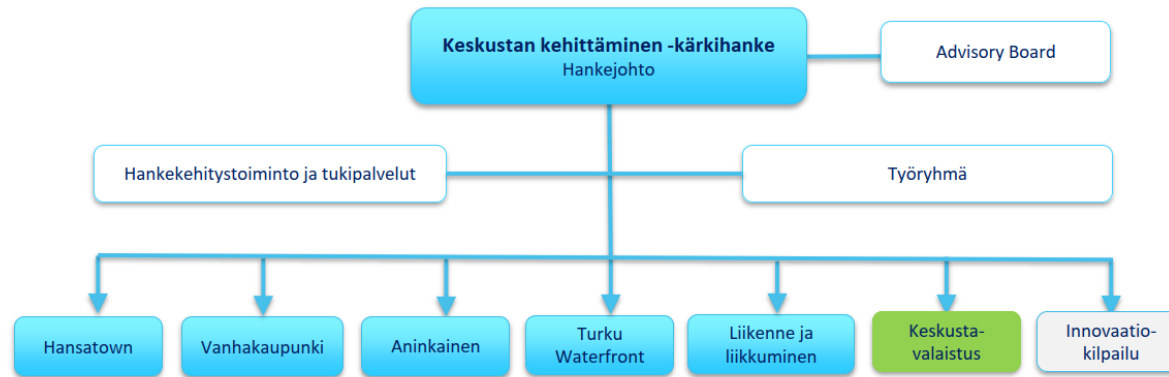 Keskustan kehittäminen -kärkihanke
Hankejohto
Advisory Board
Hankekehitystoiminto ja tukipalvelut
Työryhmä
Hansatown
Vanhakaupunki
Aninkainen
Turku
Waterfront
Liikenne ja
liikkuminen
Keskusta-
valaistus
Innovaatio-
kilpailu